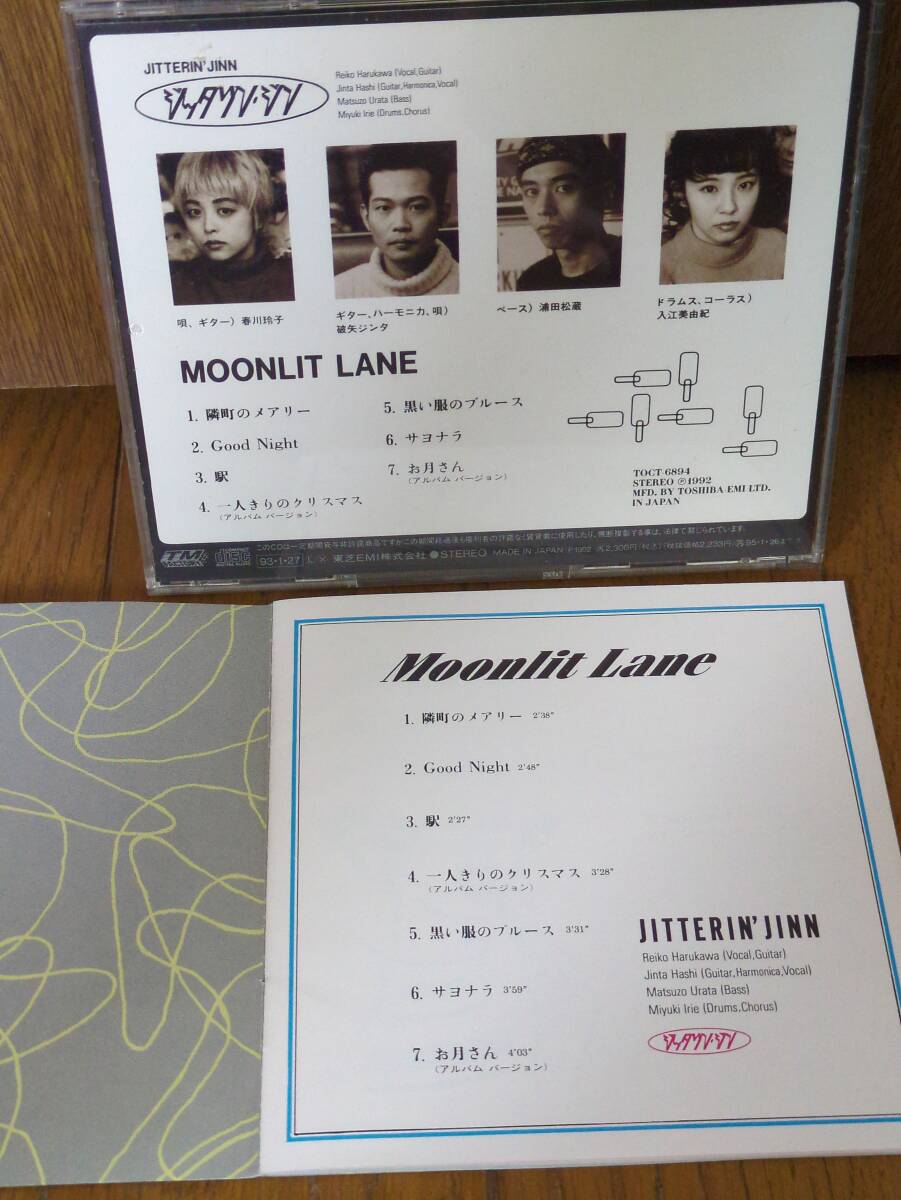 JITTERIN' JINN
ジッタリン・ジン
Reiko Harukawa (Vocal,Guitar)
Jinta Hashi (Guitar,Harmonica,Vocal)
Matsuzo Urata (Bass)
Miyuki Irie (Drums,Chorus)
唄、ギター) 春川玲子
ギター、ハーモニカ、唄)
破矢ジンタ
ベース) 浦田松蔵
ドラムス、コーラス)
入江美由紀
MOONLIT LANE
1. 隣町のメアリー
2. Good Night
3. 駅
4. 一人きりのクリスマス
(アルバム バージョン)
5. 黒い服のブルース
6. サヨナラ
7. お月さん
(アルバム バージョン)
TOCT-6894
STEREO ℗1992
MFD. BY TOSHIBA-EMI LTD.
IN JAPAN
TM
COMPACT disc DIGITAL AUDIO
93・1・27 L × 東芝EMI株式会社 ● STEREO MADE IN JAPAN
Moonlit Lane
1. 隣町のメアリー 2'38"
2. Good Night 2'48"
3. 駅 2'27"
4. 一人きりのクリスマス 3'28"
(アルバム バージョン)
5. 黒い服のブルース 3'31"
6. サヨナラ 3'59"
7. お月さん 4'03"
(アルバム バージョン)
JITTERIN' JINN
Reiko Harukawa (Vocal,Guitar)
Jinta Hashi (Guitar,Harmonica,Vocal)
Matsuzo Urata (Bass)
Miyuki Irie (Drums,Chorus)
ジッタリン・ジン